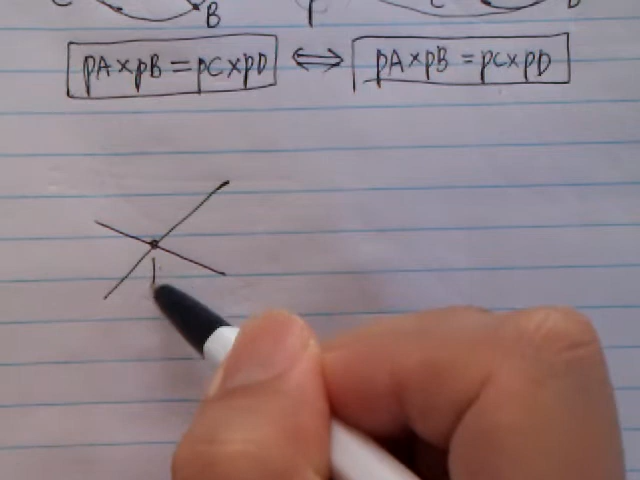 B P
pA×pB = pC×pD ⟺ pA×pB = pC×pD